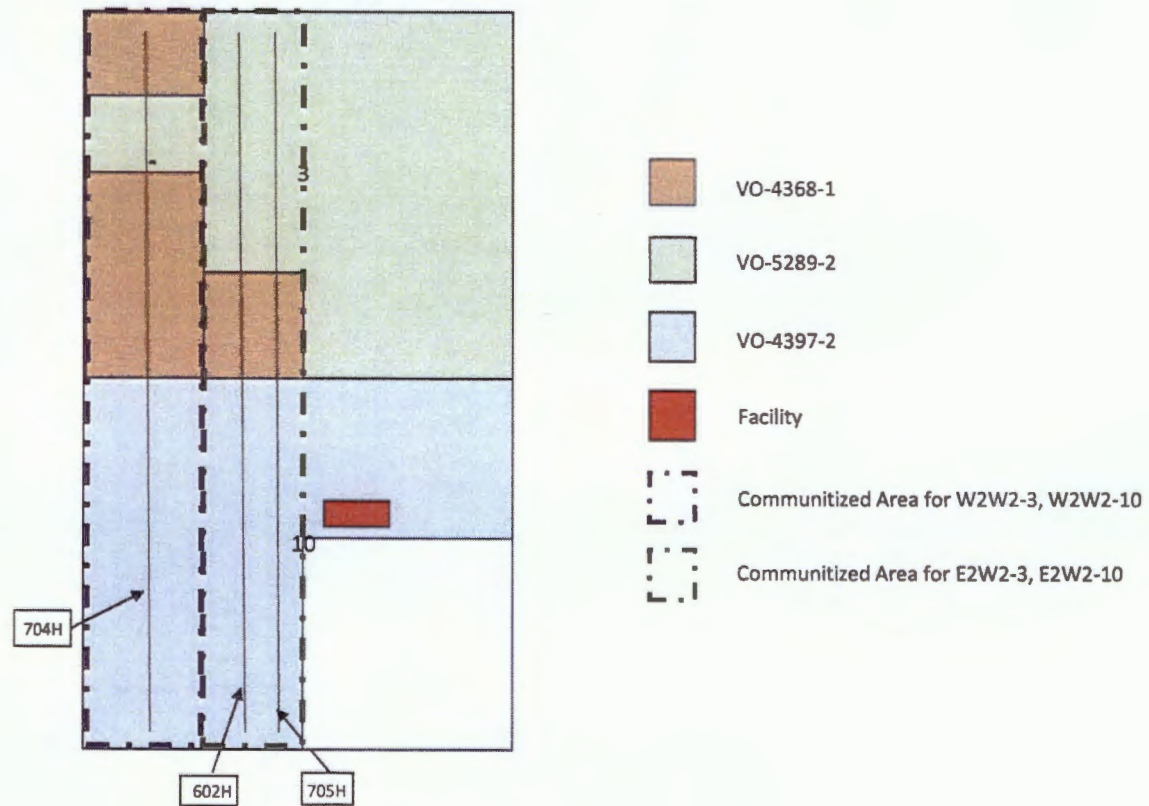 3
10
704H
602H
705H
VO-4368-1
VO-5289-2
VO-4397-2
Facility
Communitized Area for W2W2-3, W2W2-10
Communitized Area for E2W2-3, E2W2-10